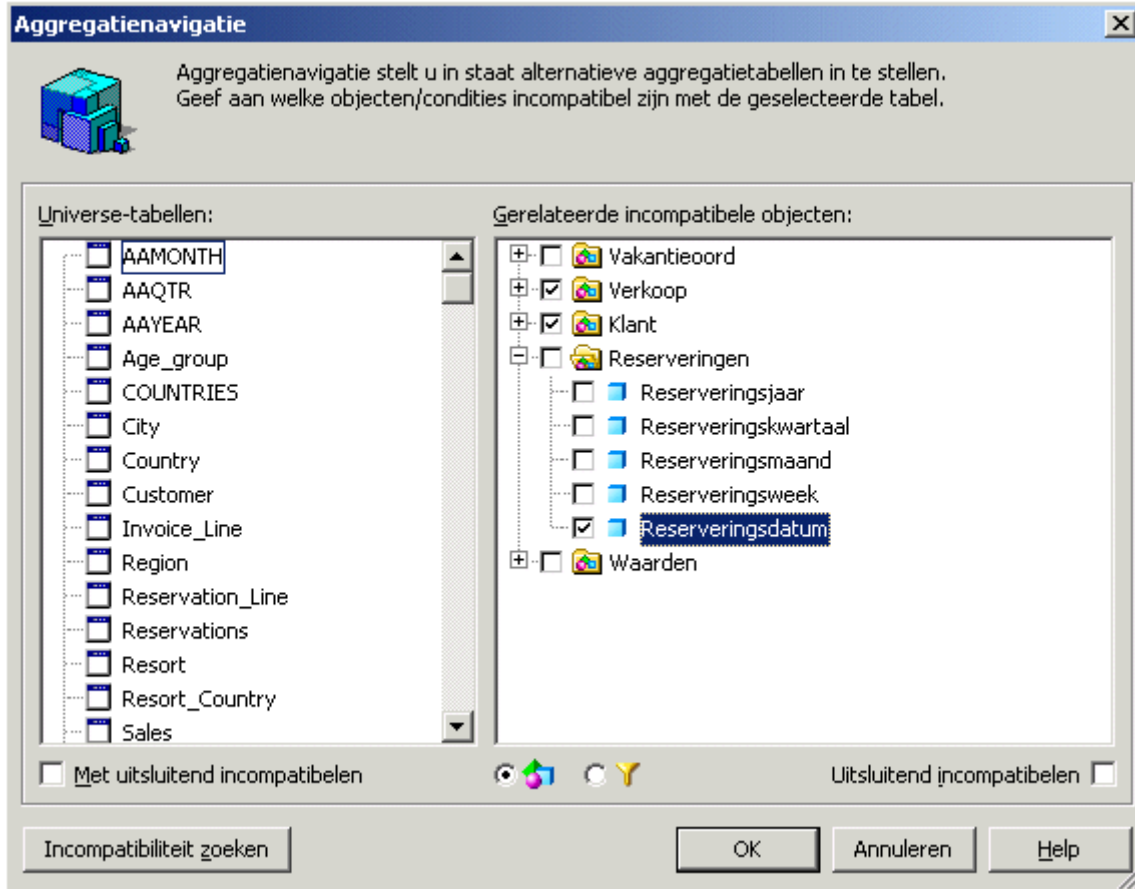 Aggregatienavigatie
Aggregatienavigatie stelt u in staat alternatieve aggregatietabellen in te stellen.
Geef aan welke objecten/condities incompatibel zijn met de geselecteerde tabel.
Universe-tabellen:
AAMONTH
AAQTR
AAYEAR
Age_group
COUNTRIES
City
Country
Customer
Invoice_Line
Region
Reservation_Line
Reservations
Resort
Resort_Country
Sales
Met uitsluitend incompatibelen
Gerelateerde incompatibele objecten:
Vakantieoord
Verkoop
Klant
Reserveringen
Reserveringsjaar
Reserveringskwartaal
Reserveringsmaand
Reserveringsweek
Reserveringsdatum
Waarden
Uitsluitend incompatibelen
Incompatibiliteit zoeken
OK
Annuleren
Help